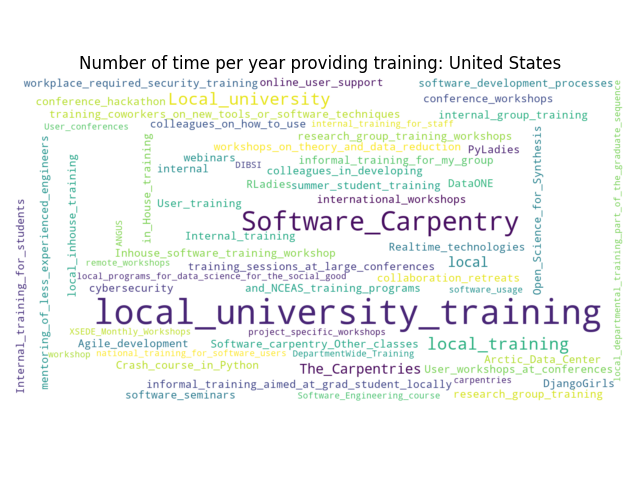 Number of time per year providing training: United States
workplace_required_security_training
online_user_support
software_development_processes
conference_hackathon
Local_university
conference_workshops
training_coworkers_on_new_tools_or_software_techniques
internal_group_training
User_conferences
colleagues_on_how_to_use
internal_training_for_staff
research_group_training_workshops
workshops_on_theory_and_data_reduction
PyLadies
webinars
DIBSI
informal_training_for_my_group
internal
colleagues_in_developing
RLadies
summer_student_training
DataONE
User_training
international_workshops
Software_Carpentry
Internal_training
Realtime_technologies
Inhouse_software_training_workshop
local
remote_workshops
training_sessions_at_large_conferences
local_programs_for_data_science_for_the_social_good
collaboration_retreats
cybersecurity
and_NCEAS_training_programs
software_usage
local_university_training
XSEDE_Monthly_Workshops
project_specific_workshops
Agile_development
Software_carpentry_Other_classes
local_training
workshop
national_training_for_software_users
DepartmentWide_Training
Arctic_Data_Center
Crash_course_in_Python
The_Carpentries
User_workshops_at_conferences
informal_training_aimed_at_grad_student_locally
carpentries
DjangoGirls
software_seminars
Software_Engineering_course
research_group_training
Internal_training_for_students
mentoring_of_less_experienced_engineers
local_inhouse_training
ANGUS
in_House_training
Open_Science_for_Synthesis
local_departmental_training_part_of_the_graduate_sequence